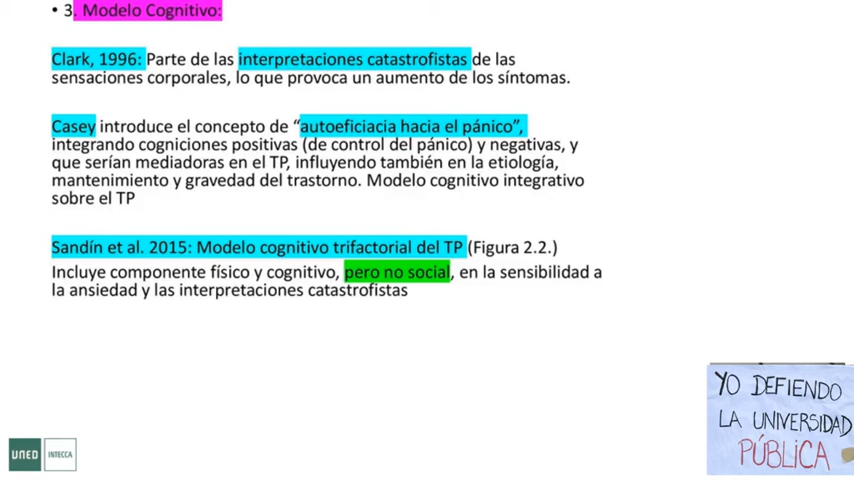 • 3. Modelo Cognitivo:
Clark, 1996: Parte de las interpretaciones catastrofistas de las
sensaciones corporales, lo que provoca un aumento de los síntomas.
Casey introduce el concepto de “autoeficiacia hacia el pánico”,
integrando cogniciones positivas (de control del pánico) y negativas, y
que serían mediadoras en el TP, influyendo también en la etiología,
mantenimiento y gravedad del trastorno. Modelo cognitivo integrativo
sobre el TP
Sandín et al. 2015: Modelo cognitivo trifactorial del TP (Figura 2.2.)
Incluye componente físico y cognitivo, pero no social, en la sensibilidad a
la ansiedad y las interpretaciones catastrofistas
YO DEFIENDO
LA UNIVERSIDAD
PÚBLICA
UNED INTECCA